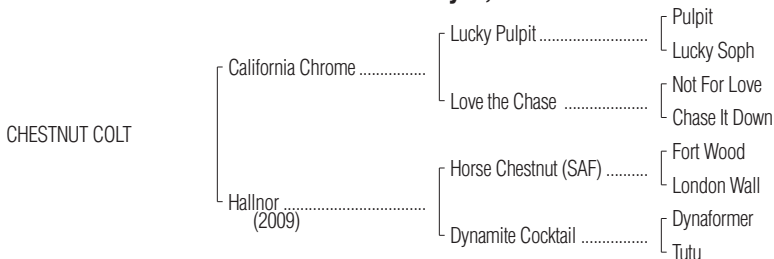 Pulpit
Lucky Pulpit ..........................
Lucky Soph
California Chrome ................
Not For Love
Love the Chase ....................
Chase It Down
CHESTNUT COLT
Fort Wood
Horse Chestnut (SAF) ..........
London Wall
Hallnor ..................................
(2009)
Dynaformer
Dynamite Cocktail ................
Tutu